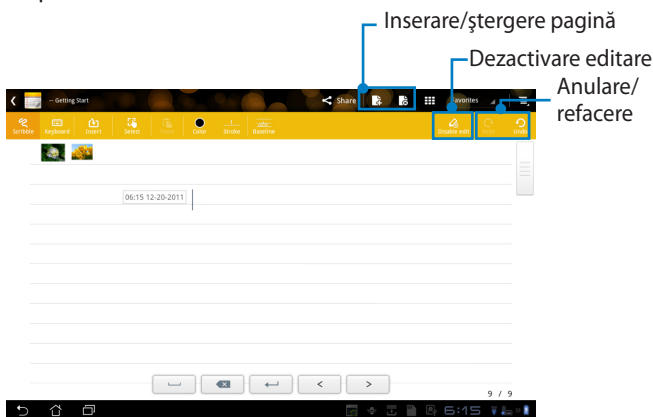 Inserare/ştergere pagină
Dezactivare editare
Anulare/
refacere
-- Getting Start
Share
Favorites
Scribble
Keyboard
Insert
Select
Color
Stroke
Baseline
Disable edit
Redo
Undo
06:15 12-20-2011
9 / 9
6:15